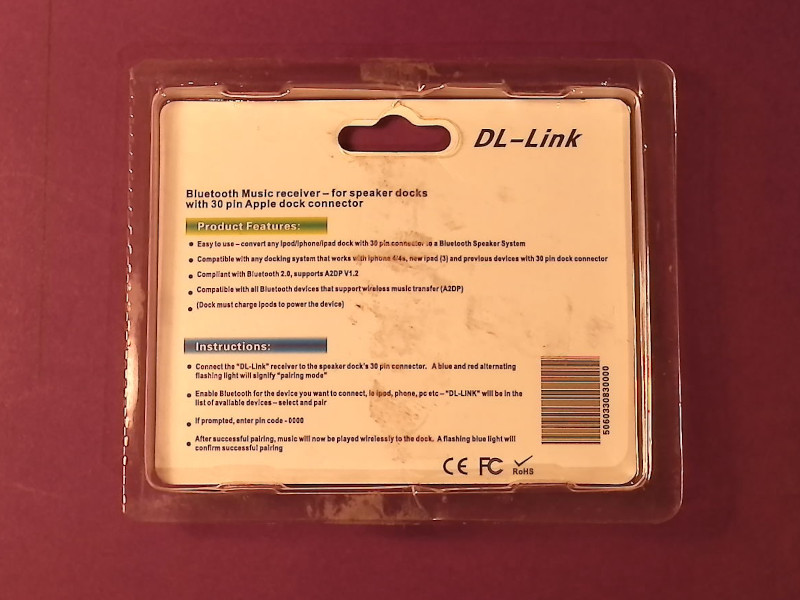 DL-Link
Bluetooth Music receiver – for speaker docks
with 30 pin Apple dock connector
Product Features:
• Easy to use – convert any Ipod/Iphone/Ipad dock with 30 pin connector to a Bluetooth Speaker System
• Compatible with any docking system that works with iphone 4/4s, new ipad (3) and previous devices with 30 pin dock connector
• Compliant with Bluetooth 2.0, supports A2DP V1.2
• Compatible with all Bluetooth devices that support wireless music transfer (A2DP)
• (Dock must charge ipods to power the device)
Instructions:
• Connect the "DL-Link" receiver to the speaker dock's 30 pin connector. A blue and red alternating
flashing light will signify "pairing mode"
• Enable Bluetooth for the device you want to connect, ie ipod, phone, pc etc – "DL-LINK" will be in the
list of available devices – select and pair
• If prompted, enter pin code - 0000
• After successful pairing, music will now be played wirelessly to the dock. A flashing blue light will
confirm successful pairing
5060330830000
CE FC RoHS